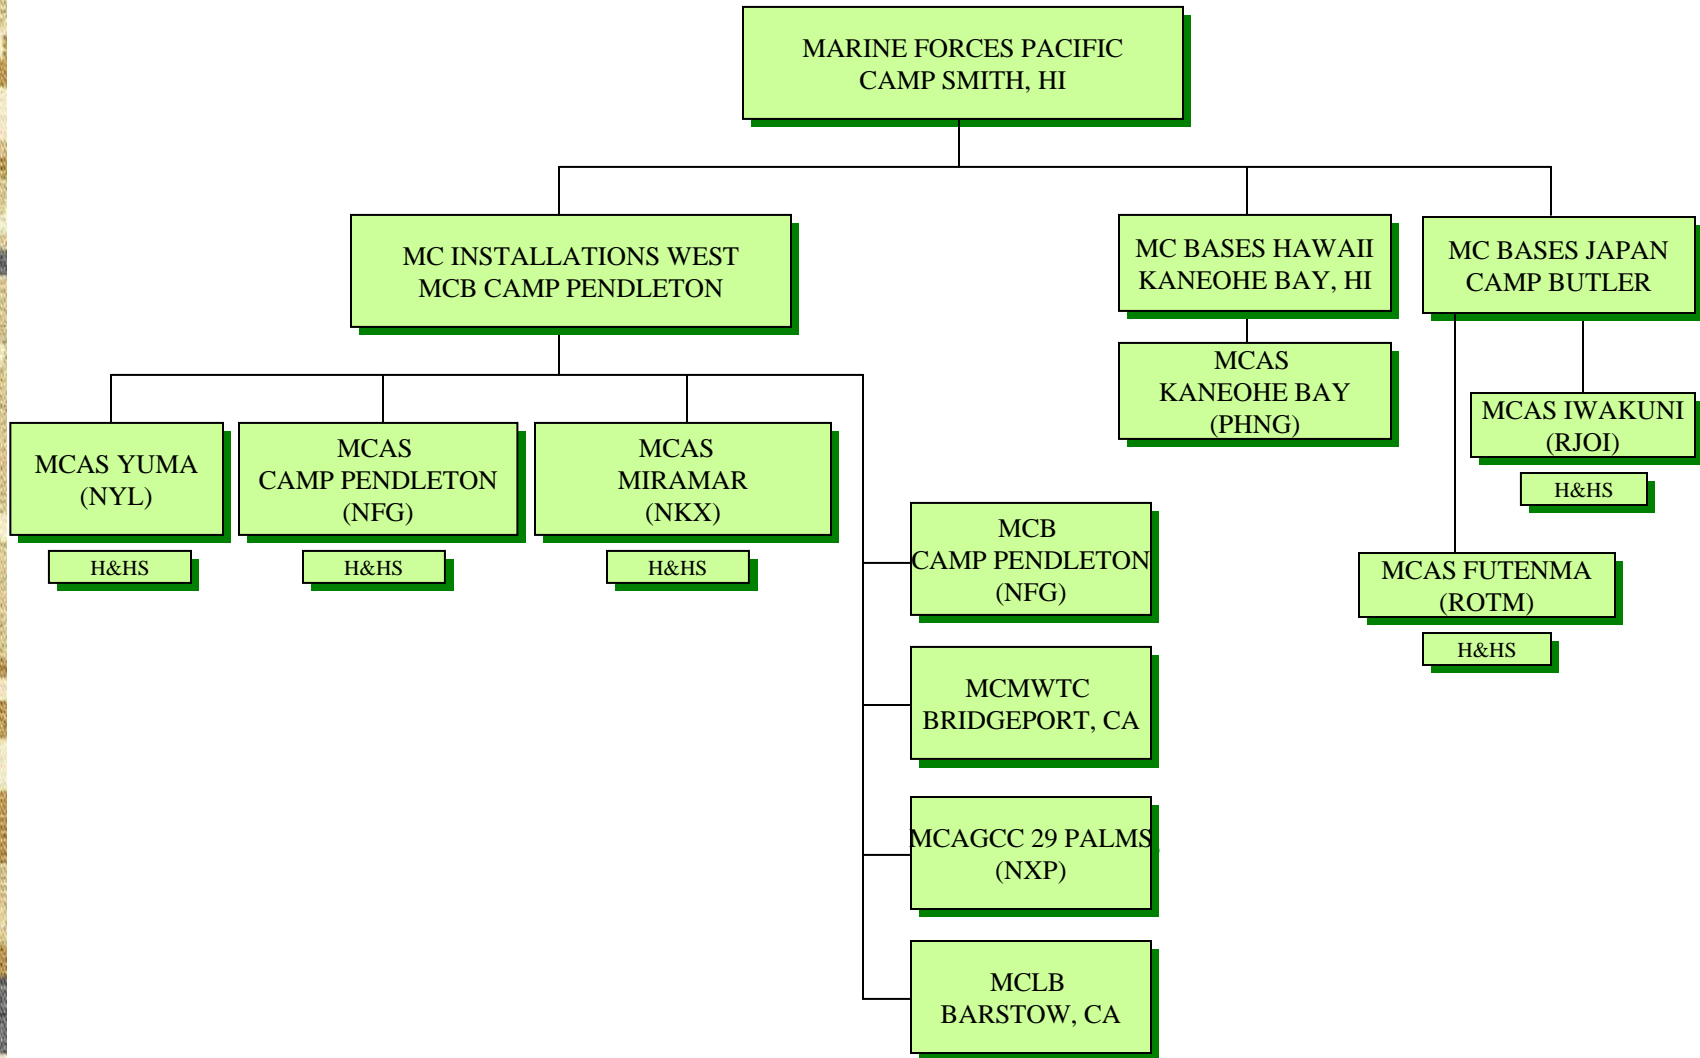 MARINE FORCES PACIFIC
CAMP SMITH, HI
MC INSTALLATIONS WEST
MCB CAMP PENDLETON
MC BASES HAWAII
KANEOHE BAY, HI
MC BASES JAPAN
CAMP BUTLER
MCAS
KANEOHE BAY
(PHNG)
MCAS IWAKUNI
(RJOI)
H&HS
MCAS YUMA
(NYL)
H&HS
MCAS
CAMP PENDLETON
(NFG)
H&HS
MCAS
MIRAMAR
(NKX)
H&HS
MCB
CAMP PENDLETON
(NFG)
MCAS FUTENMA
(ROTM)
H&HS
MCMWTC
BRIDGEPORT, CA
MCAGCC 29 PALMS
(NXP)
MCLB
BARSTOW, CA